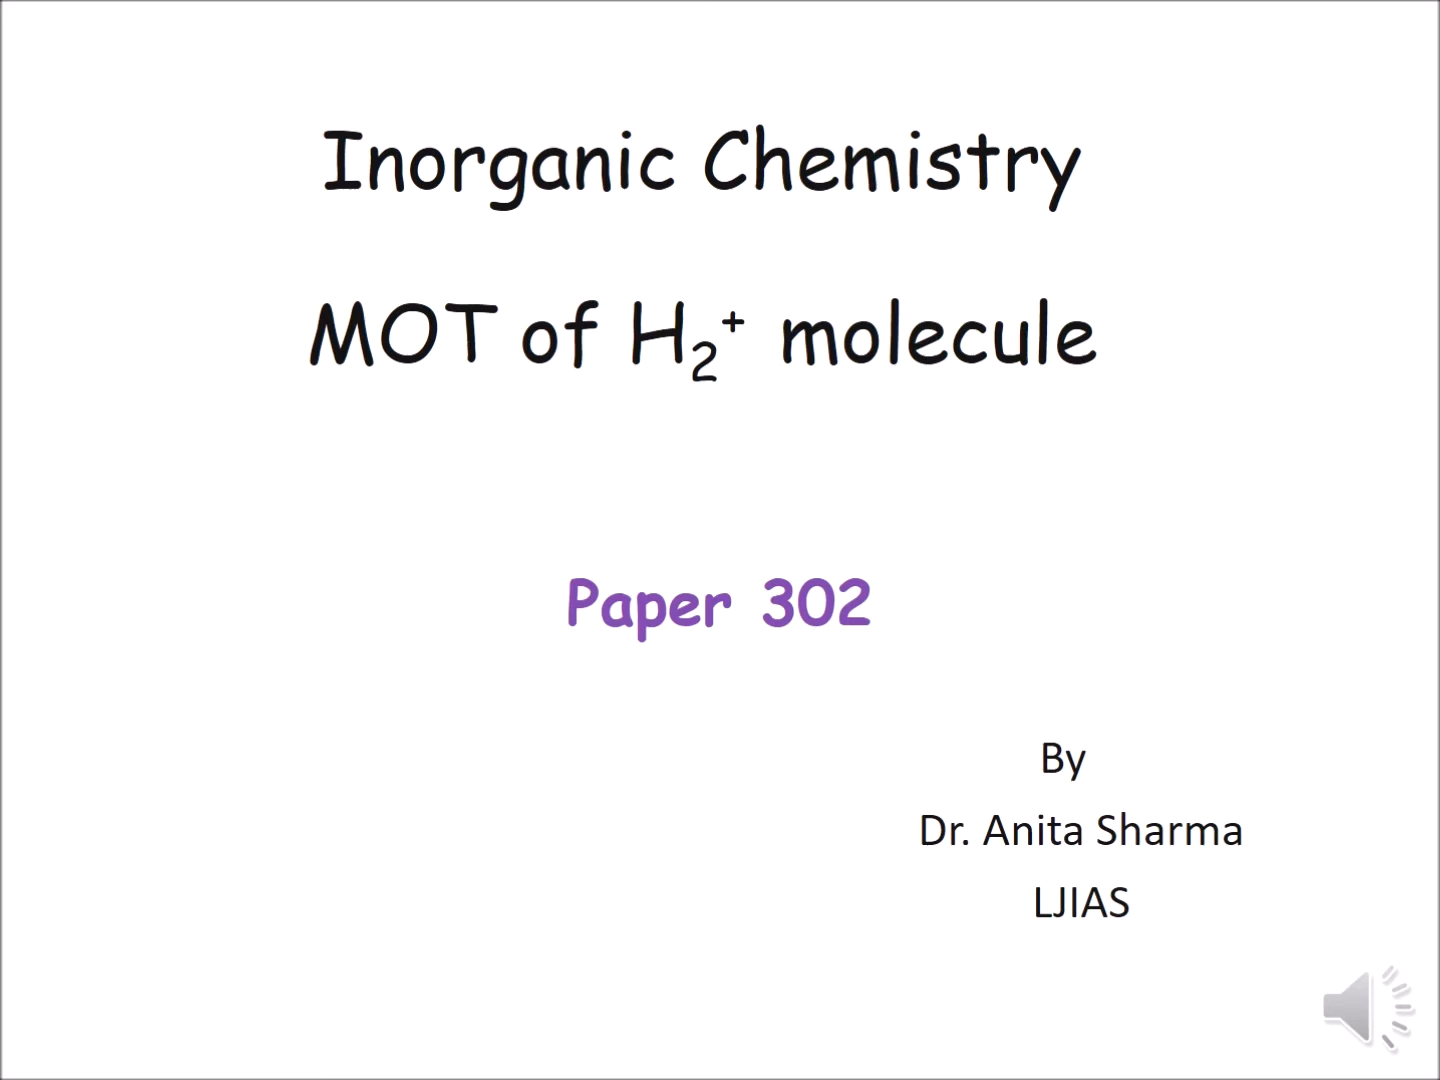 Inorganic Chemistry
MOT of H₂⁺ molecule
Paper 302
By
Dr. Anita Sharma
LJIAS